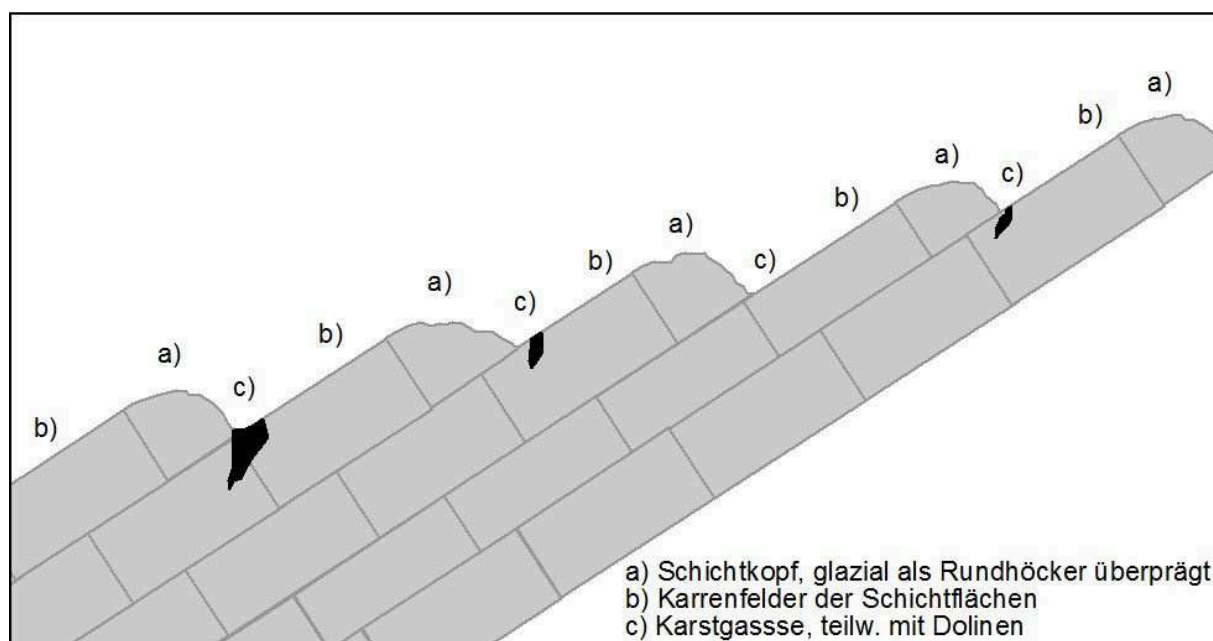 a)
b)
a)
c)
b)
a)
b)
c)
a)
b)
c)
a)
b)
c)
b)
a) Schichtkopf, glazial als Rundhöcker überprägt
b) Karrenfelder der Schichtflächen
c) Karstgassse, teilw. mit Dolinen